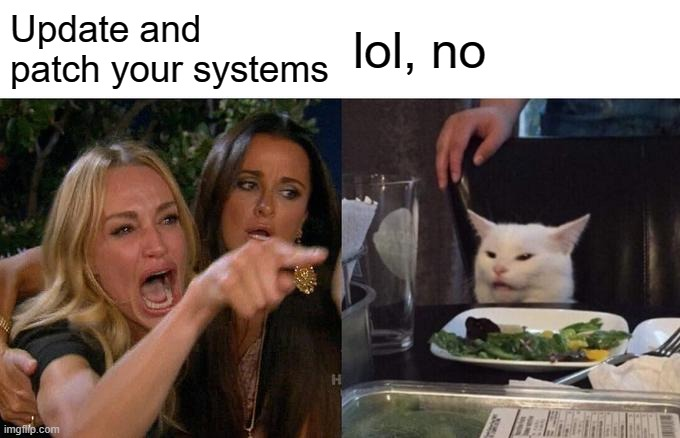 Update and
patch your systems
lol, no
H
imgflip.com